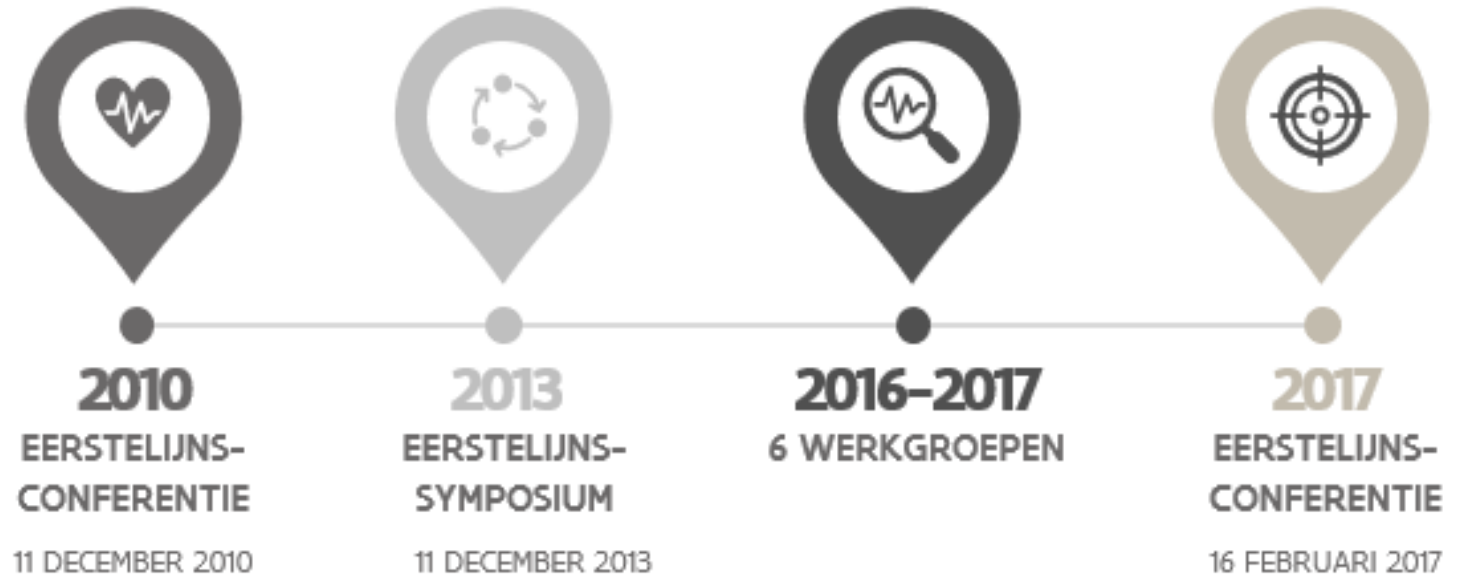 2010
EERSTELIJNS-
CONFERENTIE
11 DECEMBER 2010
2013
EERSTELIJNS-
SYMPOSIUM
11 DECEMBER 2013
2016-2017
6 WERKGROEPEN
2017
EERSTELIJNS-
CONFERENTIE
16 FEBRUARI 2017